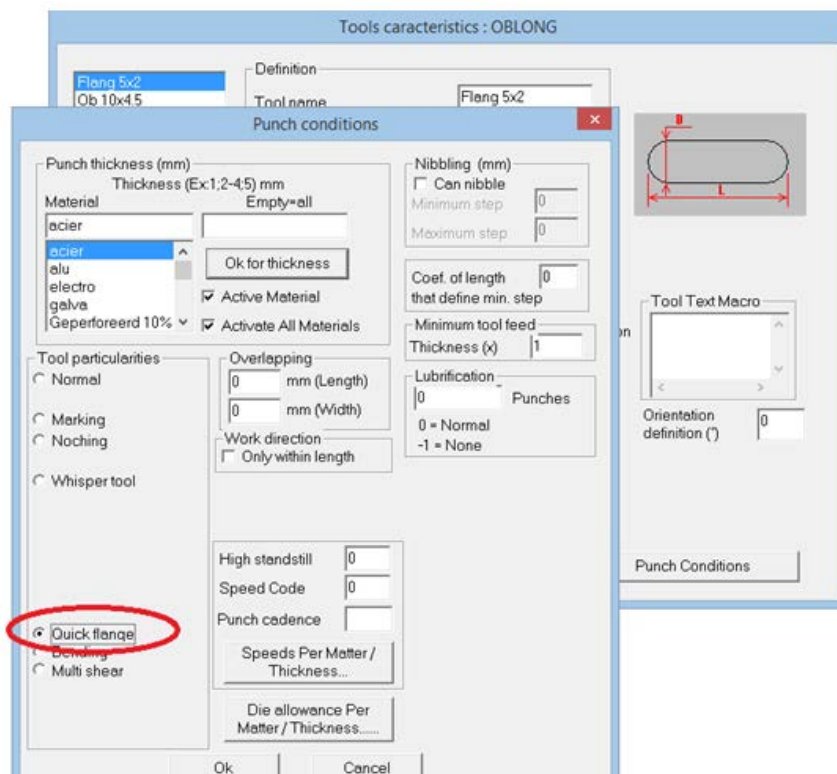 Tools caracteristics : OBLONG
Flang 5x2
Ob 10x4.5
Definition
Tool name
Flang 5x2
B
L
Tool Text Macro
Orientation
definition (°)
0
Punch Conditions
Punch conditions
Punch thickness (mm)
Thickness (Ex:1;2-4;5) mm
Material
Empty=all
acier
acier
alu
electro
galva
Geperforeerd 10%
Ok for thickness
Active Material
Activate All Materials
Nibbling (mm)
Can nibble
Minimum step
0
Maximum step
0
Coef. of length
that define min. step
0
Minimum tool feed
Thickness (x)
1
Lubrification
0
Punches
0 = Normal
-1 = None
Tool particularities
Normal
Marking
Noching
Whisper tool
Quick flange
Bending
Multi shear
Overlapping
0
mm (Length)
0
mm (Width)
Work direction
Only within length
High standstill
0
Speed Code
0
Punch cadence
Speeds Per Matter /
Thickness...
Die allowance Per
Matter / Thickness......
Ok
Cancel